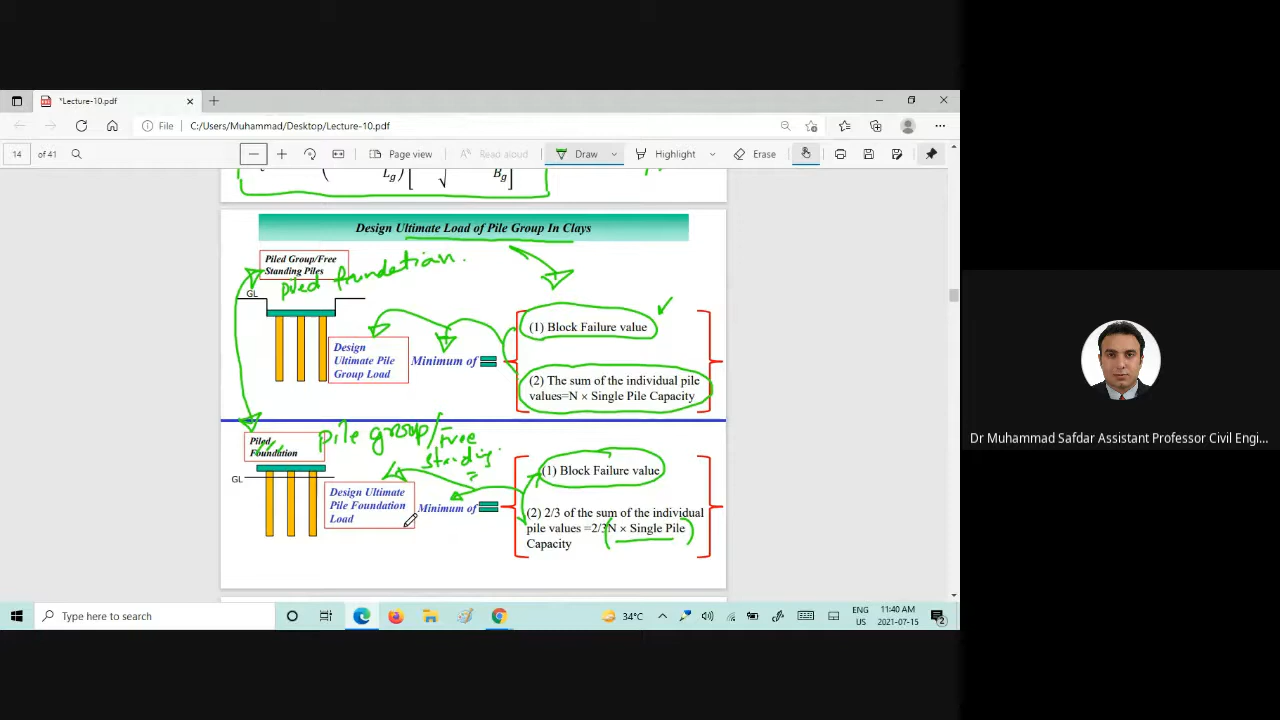 *Lecture-10.pdf
File
C:/Users/Muhammad/Desktop/Lecture-10.pdf
14
of 41
Page view
Read aloud
Draw
Highlight
Erase
L_g
B_g
Design Ultimate Load of Pile Group In Clays
Piled Group/Free
Standing Piles
piled foundation.
GL
Design
Ultimate Pile
Group Load
Minimum of
(1) Block Failure value
(2) The sum of the individual pile
values=N × Single Pile Capacity
Piled
Foundation
pile group/Free
standing.
GL
Design Ultimate
Pile Foundation
Load
Minimum of
(1) Block Failure value
(2) 2/3 of the sum of the individual
pile values =2/3N × Single Pile
Capacity
Dr Muhammad Safdar Assistant Professor Civil Engi...
Type here to search
34°C
ENG
US
11:40 AM
2021-07-15
2